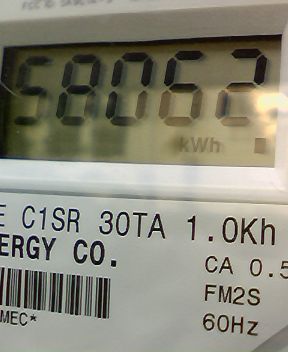 58062
kWh
E C1SR 30TA 1.0Kh
ERGY CO.
CA 0.5
FM2S
60Hz
MEC*